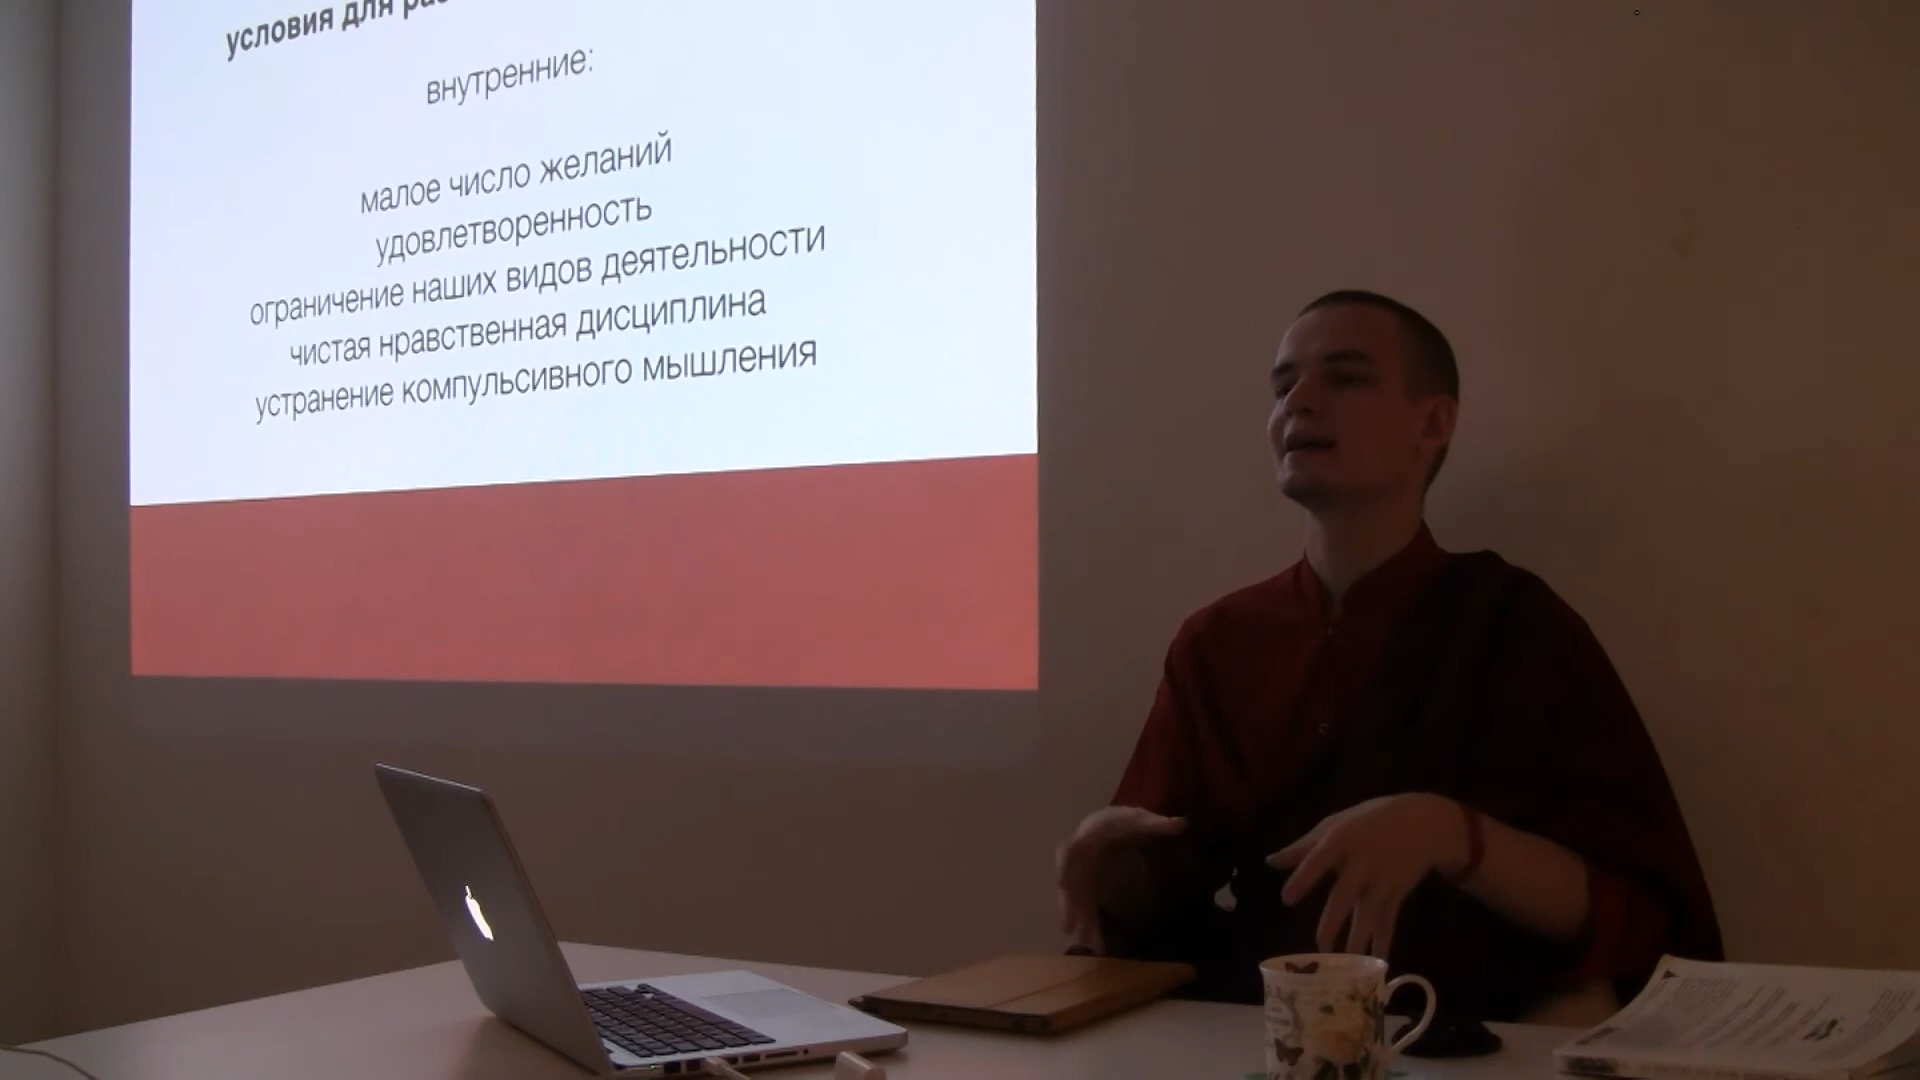 условия для
внутренние:
малое число желаний
удовлетворенность
ограничение наших видов деятельности
чистая нравственная дисциплина
устранение компульсивного мышления